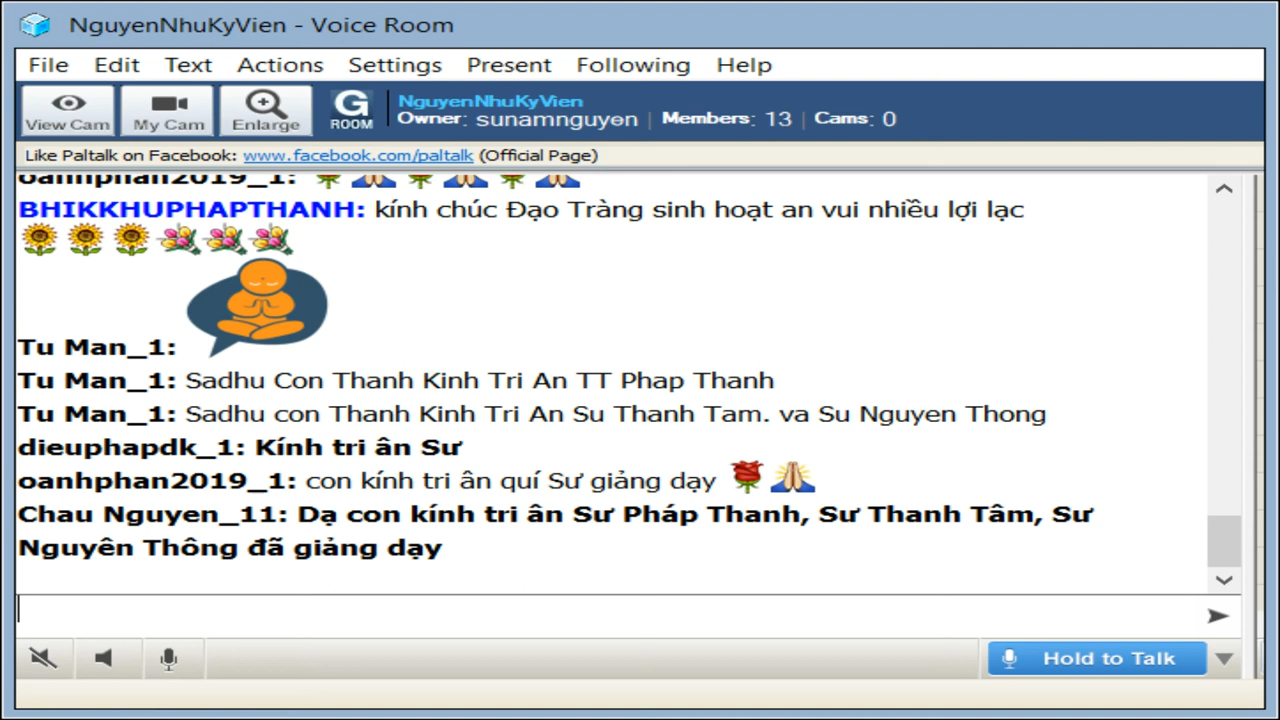 NguyenNhuKyVien - Voice Room
File Edit Text Actions Settings Present Following Help
View Cam My Cam Enlarge G ROOM
NguyenNhuKyVien
Owner: sunamnguyen | Members: 13 | Cams: 0
Like Paltalk on Facebook: www.facebook.com/paltalk (Official Page)
oanhphan2019_1:
BHIKKHUPHAPTHANH: kính chúc Đạo Tràng sinh hoạt an vui nhiều lợi lạc
Tu Man_1:
Tu Man_1: Sadhu Con Thanh Kinh Tri An TT Phap Thanh
Tu Man_1: Sadhu con Thanh Kinh Tri An Su Thanh Tam. va Su Nguyen Thong
dieuphapdk_1: Kính tri ân Sư
oanhphan2019_1: con kính tri ân quí Sư giảng dạy
Chau Nguyen_11: Dạ con kính tri ân Sư Pháp Thanh, Sư Thanh Tâm, Sư
Nguyên Thông đã giảng dạy
Hold to Talk